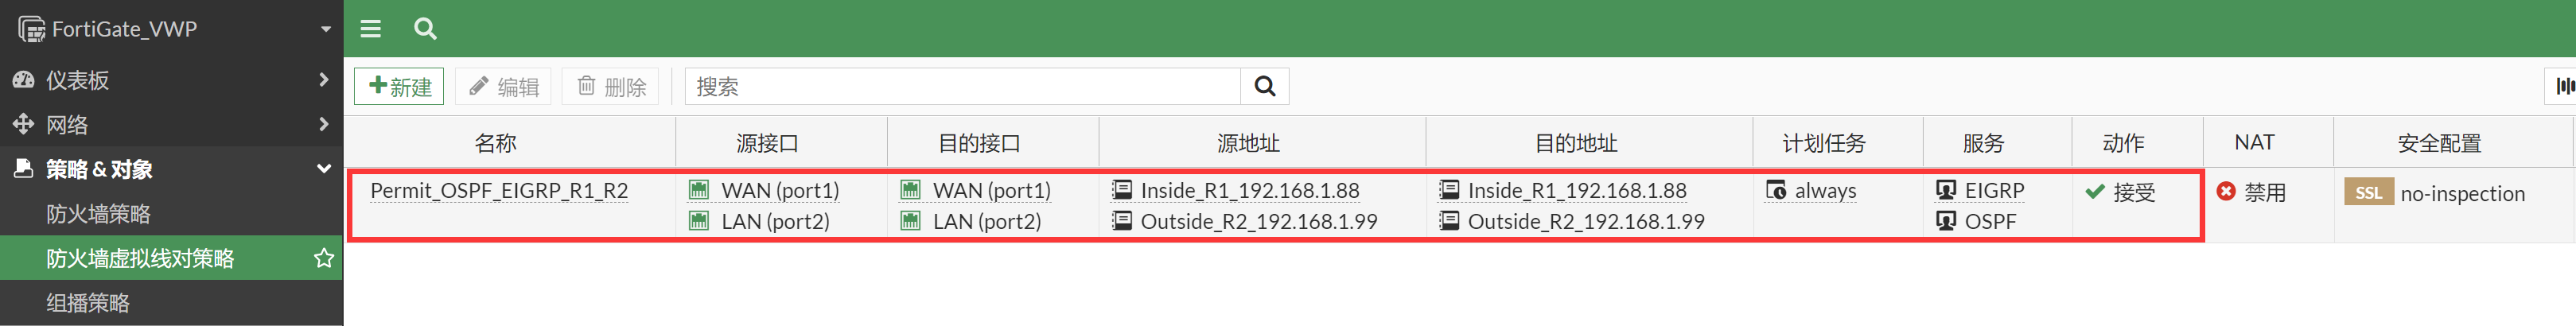 FortiGate_VWP
仪表板
网络
策略 & 对象
防火墙策略
防火墙虚拟线对策略
组播策略
新建 编辑 删除 搜索
名称 源接口 目的接口 源地址 目的地址 计划任务 服务 动作 NAT 安全配置
Permit_OSPF_EIGRP_R1_R2 WAN (port1) WAN (port1) Inside_R1_192.168.1.88 Inside_R1_192.168.1.88 always EIGRP 接受 禁用 SSL no-inspection
LAN (port2) LAN (port2) Outside_R2_192.168.1.99 Outside_R2_192.168.1.99 OSPF